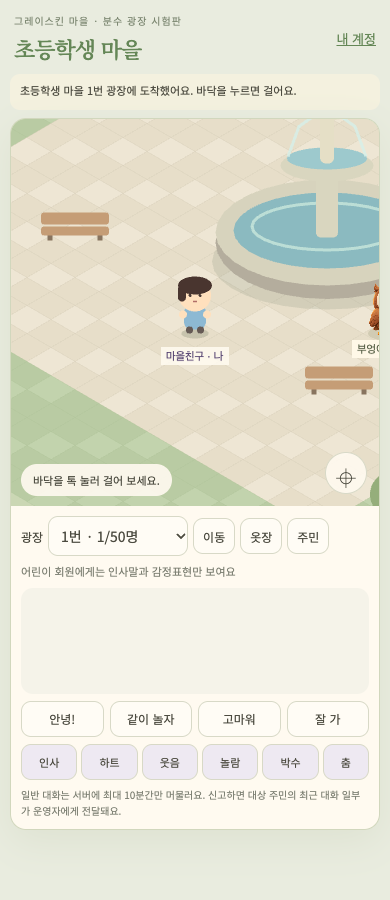 그레이스킨 마을 · 분수 광장 시험판
초등학생 마을
내 계정
초등학생 마을 1번 광장에 도착했어요. 바닥을 누르면 걸어요.
마을친구 · 나
바닥을 톡 눌러 걸어 보세요.
광장
1번 · 1/50명
이동
옷장
주민
어린이 회원에게는 인사말과 감정표현만 보여요
안녕!
같이 놀자
고마워
잘 가
인사
하트
웃음
놀람
박수
춤
일반 대화는 서버에 최대 10분간만 머물러요. 신고하면 대상 주민의 최근 대화 일부
가 운영자에게 전달돼요.